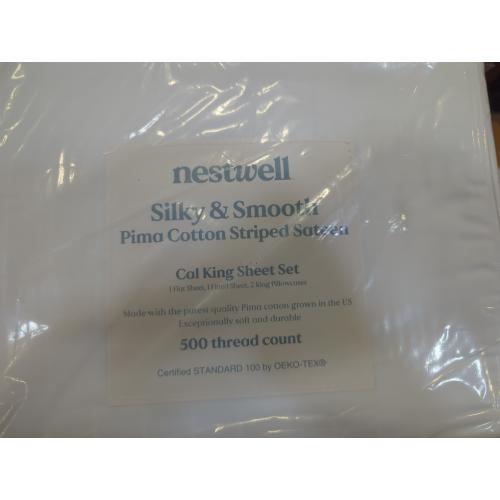 nestwell
Silky & Smooth
Pima Cotton Striped Sateen
Cal King Sheet Set
1 Flat Sheet, 1 Fitted Sheet, 2 King Pillowcases
Made with the purest quality Pima cotton grown in the US
Exceptionally soft and durable
500 thread count
Certified STANDARD 100 by OEKO-TEX®